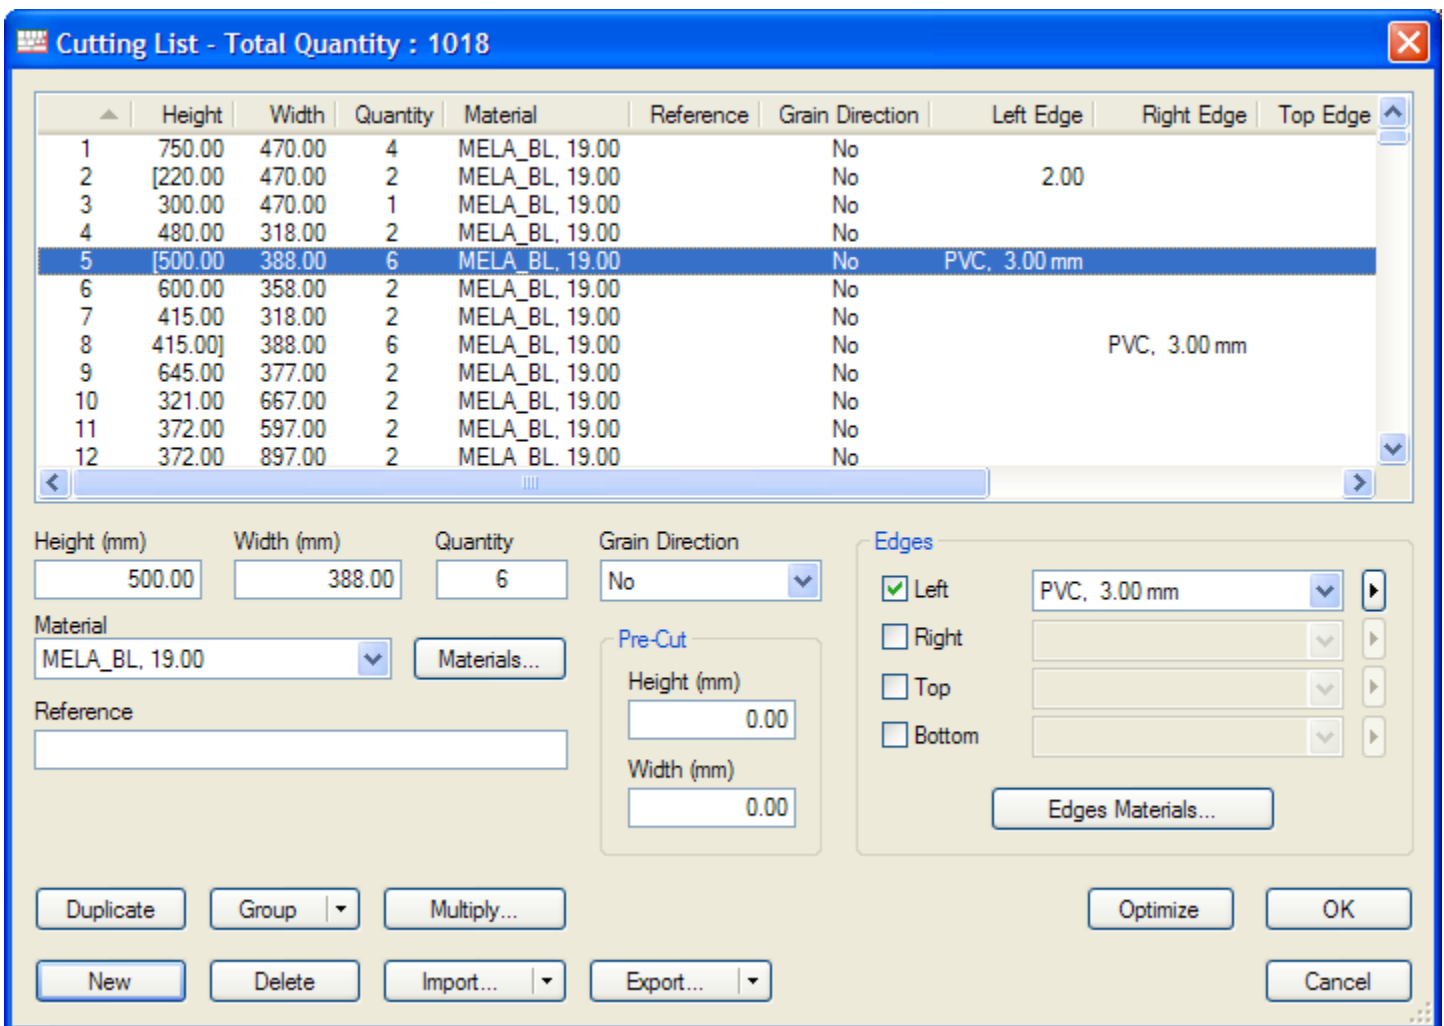 Cutting List - Total Quantity : 1018
Height Width Quantity Material Reference Grain Direction Left Edge Right Edge Top Edge
1 750.00 470.00 4 MELA_BL, 19.00 No
2 [220.00 470.00 2 MELA_BL, 19.00 No 2.00
3 300.00 470.00 1 MELA_BL, 19.00 No
4 480.00 318.00 2 MELA_BL, 19.00 No
5 [500.00 388.00 6 MELA_BL, 19.00 No PVC, 3.00 mm
6 600.00 358.00 2 MELA_BL, 19.00 No
7 415.00 318.00 2 MELA_BL, 19.00 No
8 415.00] 388.00 6 MELA_BL, 19.00 No PVC, 3.00 mm
9 645.00 377.00 2 MELA_BL, 19.00 No
10 321.00 667.00 2 MELA_BL, 19.00 No
11 372.00 597.00 2 MELA_BL, 19.00 No
12 372.00 897.00 2 MELA_BL, 19.00 No
Height (mm) Width (mm) Quantity Grain Direction Edges
500.00 388.00 6 No
Left PVC, 3.00 mm
Material
MELA_BL, 19.00 Materials...
Pre-Cut
Right
Height (mm)
Top
Reference
0.00
Bottom
Width (mm)
0.00
Edges Materials...
Duplicate Group Multiply... Optimize OK
New Delete Import... Export... Cancel